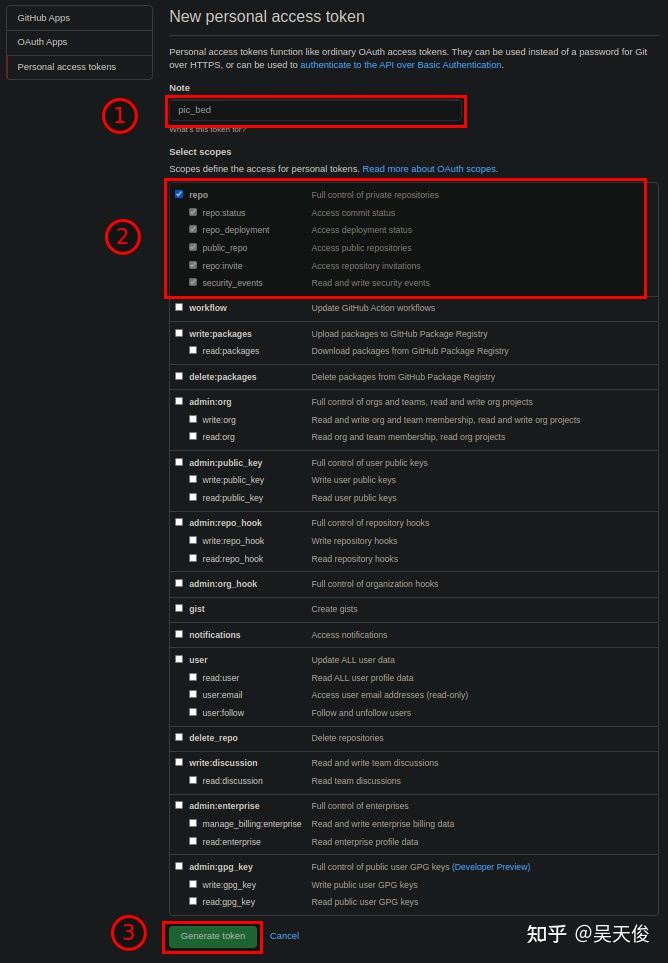 GitHub Apps
OAuth Apps
Personal access tokens
New personal access token
Personal access tokens function like ordinary OAuth access tokens. They can be used instead of a password for Git
over HTTPS, or can be used to authenticate to the API over Basic Authentication.
Note
1
pic_bed
What's this token for?
Select scopes
Scopes define the access for personal tokens. Read more about OAuth scopes.
2
repo Full control of private repositories
repo:status Access commit status
repo_deployment Access deployment status
public_repo Access public repositories
repo:invite Access repository invitations
security_events Read and write security events
workflow Update GitHub Action workflows
write:packages Upload packages to GitHub Package Registry
read:packages Download packages from GitHub Package Registry
delete:packages Delete packages from GitHub Package Registry
admin:org Full control of orgs and teams, read and write org projects
write:org Read and write org and team membership, read and write org projects
read:org Read org and team membership, read org projects
admin:public_key Full control of user public keys
write:public_key Write user public keys
read:public_key Read user public keys
admin:repo_hook Full control of repository hooks
write:repo_hook Write repository hooks
read:repo_hook Read repository hooks
admin:org_hook Full control of organization hooks
gist Create gists
notifications Access notifications
user Update ALL user data
read:user Read ALL user profile data
user:email Access user email addresses (read-only)
user:follow Follow and unfollow users
delete_repo Delete repositories
write:discussion Read and write team discussions
read:discussion Read team discussions
admin:enterprise Full control of enterprises
manage_billing:enterprise Read and write enterprise billing data
read:enterprise Read enterprise profile data
admin:gpg_key Full control of public user GPG keys (Developer Preview)
write:gpg_key Write public user GPG keys
read:gpg_key Read public user GPG keys
3
Generate token Cancel
知乎 @吴天俊